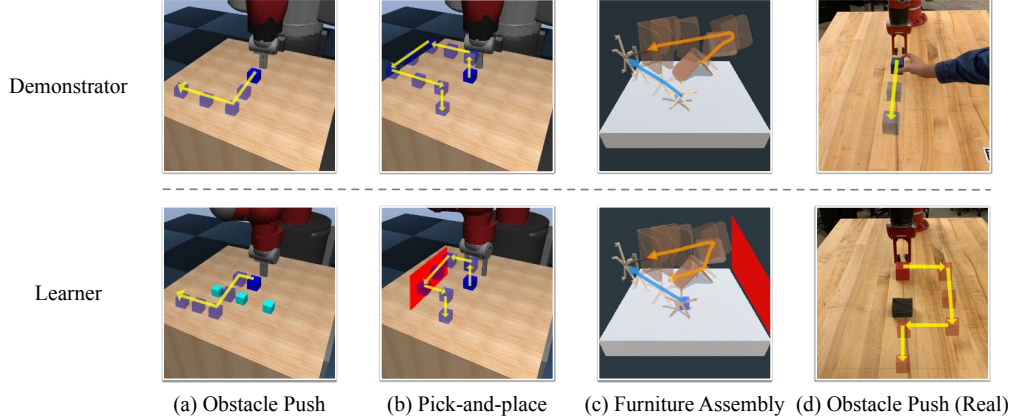 Demonstrator
Learner
(a) Obstacle Push
(b) Pick-and-place
(c) Furniture Assembly
(d) Obstacle Push (Real)